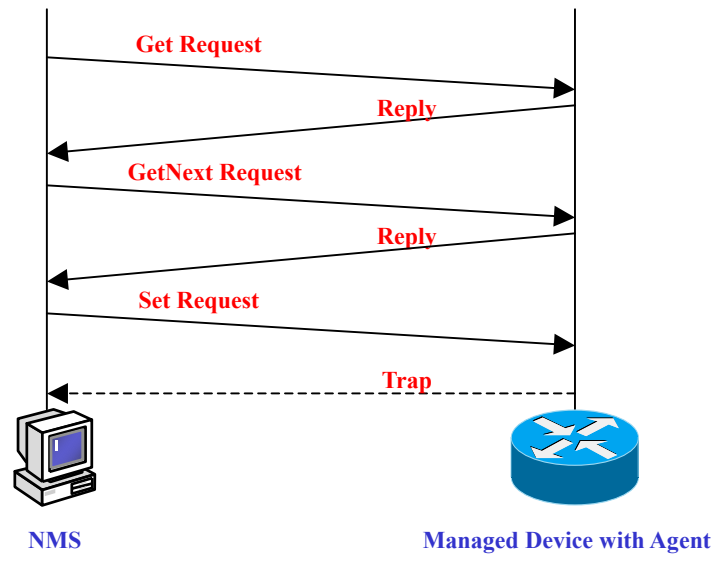 Get Request
Reply
GetNext Request
Reply
Set Request
Trap
NMS
Managed Device with Agent